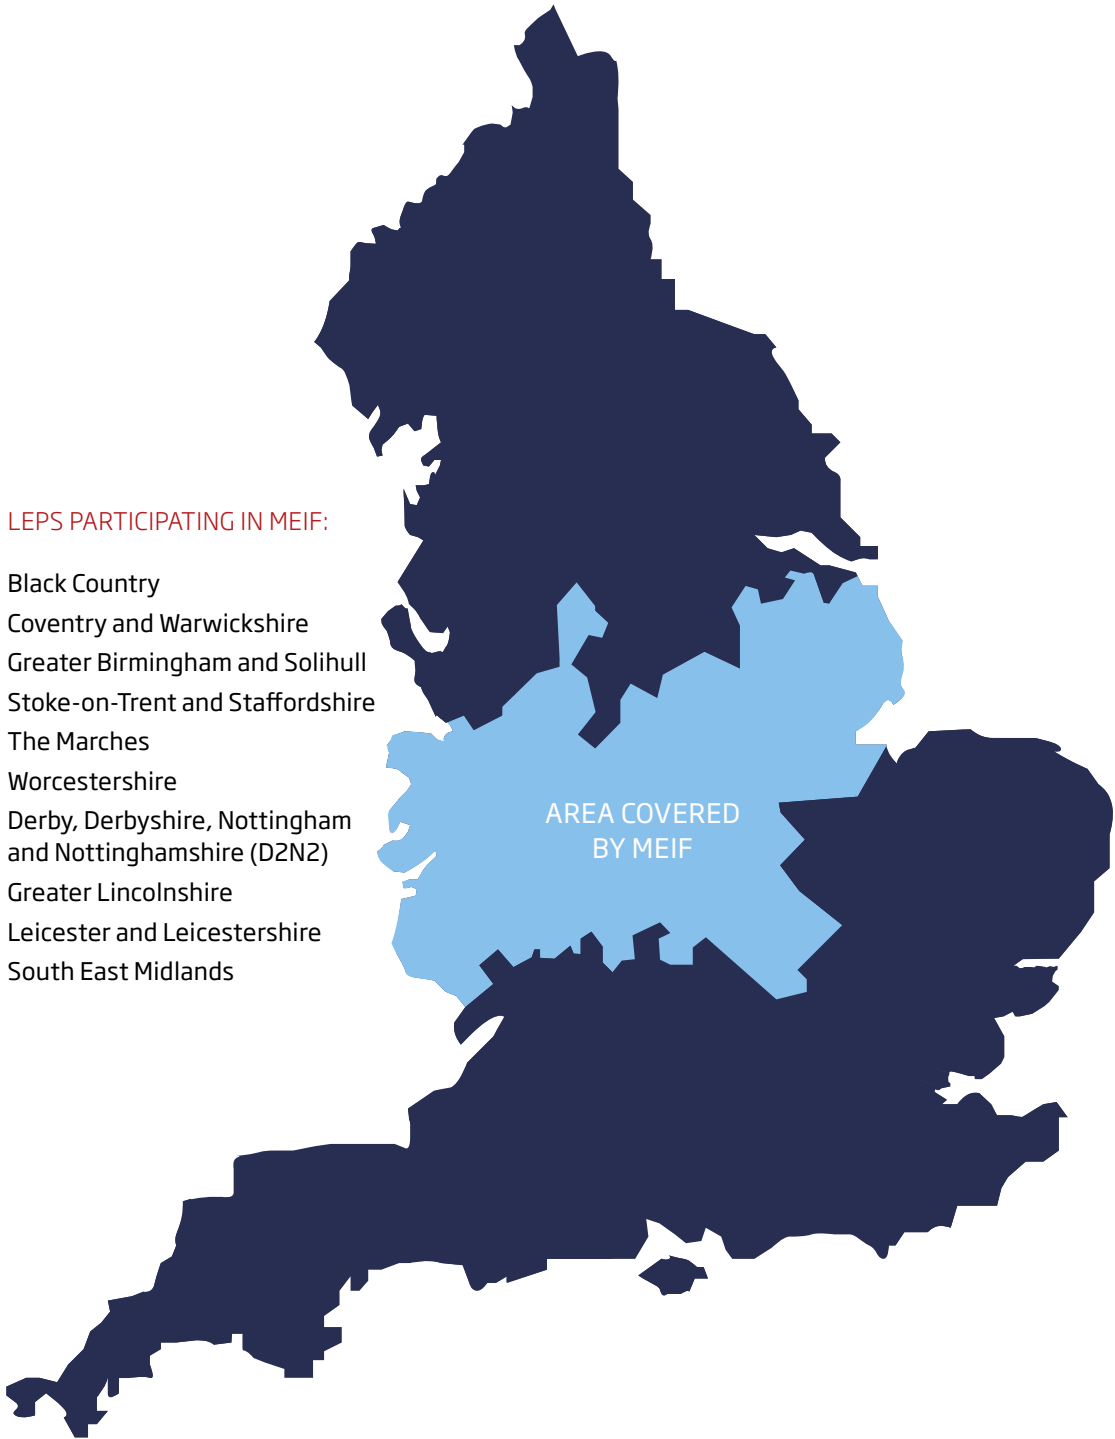 LEPS PARTICIPATING IN MEIF:
Black Country
Coventry and Warwickshire
Greater Birmingham and Solihull
Stoke-on-Trent and Staffordshire
The Marches
Worcestershire
Derby, Derbyshire, Nottingham
and Nottinghamshire (D2N2)
Greater Lincolnshire
Leicester and Leicestershire
South East Midlands
AREA COVERED
BY MEIF